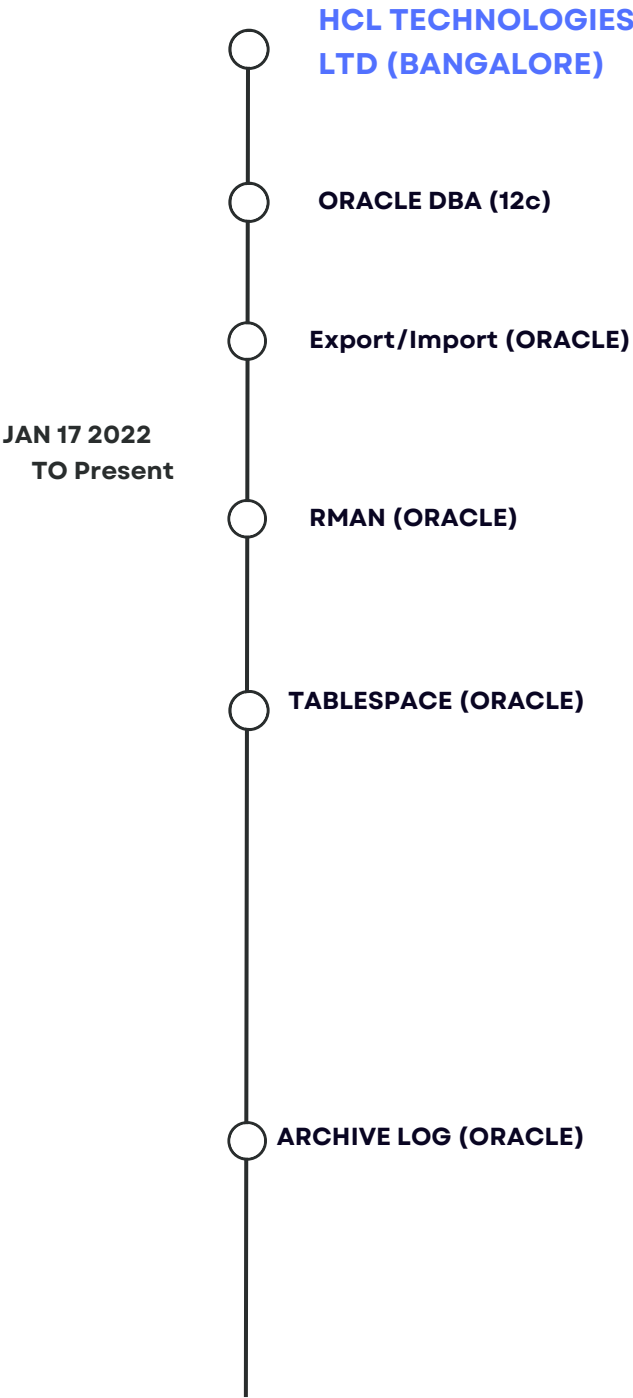 HCL TECHNOLOGIES
LTD (BANGALORE)
ORACLE DBA (12c)
Export/Import (ORACLE)
JAN 17 2022
TO Present
RMAN (ORACLE)
TABLESPACE (ORACLE)
ARCHIVE LOG (ORACLE)